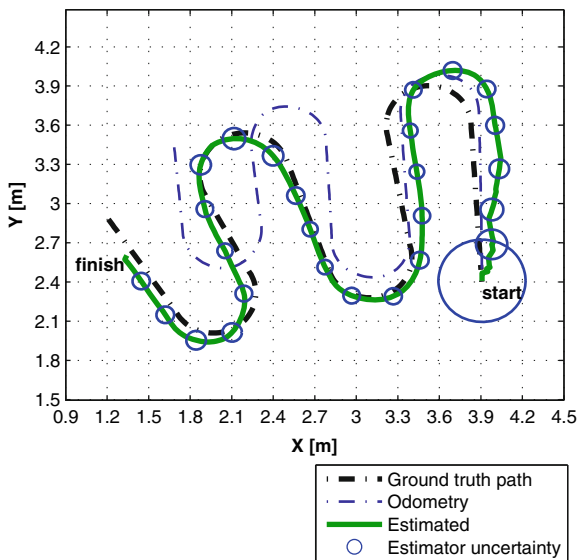 4.2
3.9
3.6
3.3
3
2.7
2.4
2.1
1.8
1.5
Y [m]
finish
start
0.9 1.2 1.5 1.8 2.1 2.4 2.7 3 3.3 3.6 3.9 4.2 4.5
X [m]
Ground truth path
Odometry
Estimated
Estimator uncertainty